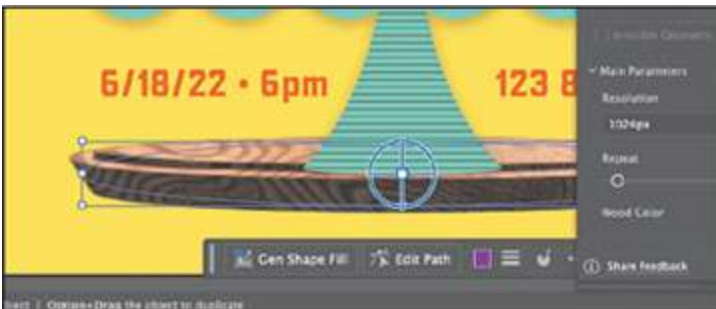 6/18/22 • 6pm
123
Main Parameters
Resolution
1024px
Repeat
Wood Color
Gen Shape Fill
Edit Path
Share Feedback
Option+Drag the object to duplicate